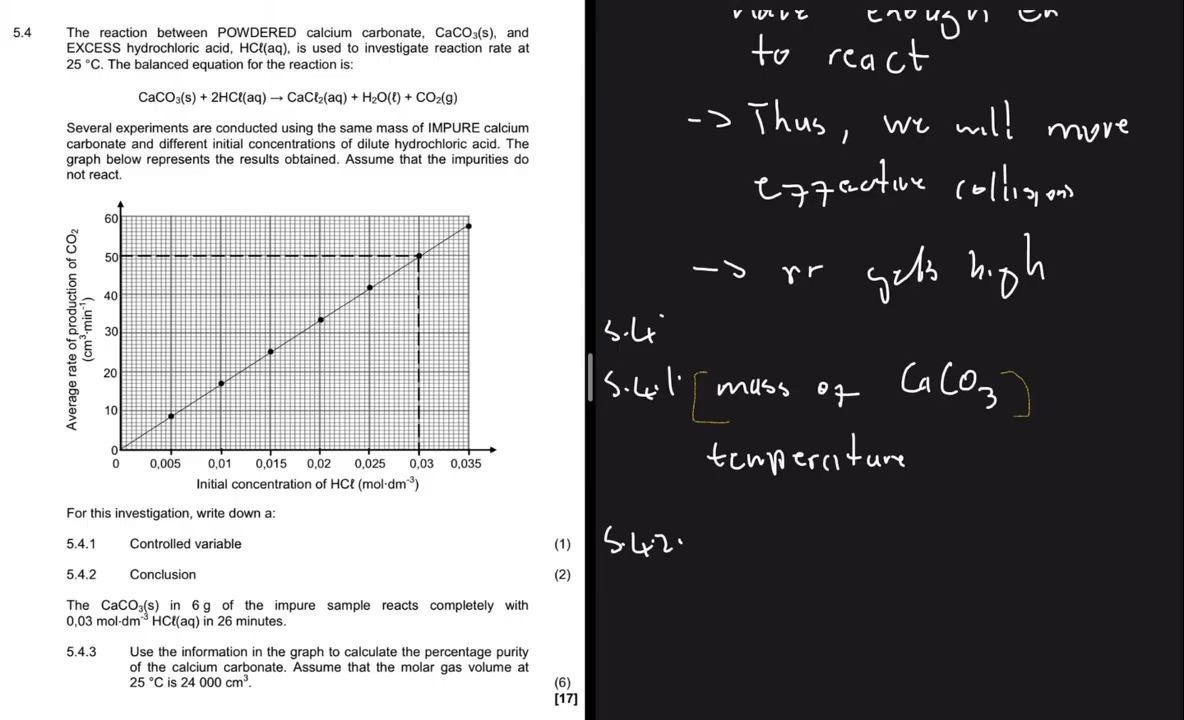 5.4 The reaction between POWDERED calcium carbonate, CaCO₃(s), and
EXCESS hydrochloric acid, HCℓ(aq), is used to investigate reaction rate at
25 °C. The balanced equation for the reaction is:
CaCO₃(s) + 2HCℓ(aq) → CaCℓ₂(aq) + H₂O(ℓ) + CO₂(g)
Several experiments are conducted using the same mass of IMPURE calcium
carbonate and different initial concentrations of dilute hydrochloric acid. The
graph below represents the results obtained. Assume that the impurities do
not react.
Average rate of production of CO₂
(cm³·min⁻¹)
60
50
40
30
20
10
0
0 0,005 0,01 0,015 0,02 0,025 0,03 0,035
Initial concentration of HCℓ (mol·dm⁻³)
For this investigation, write down a:
5.4.1 Controlled variable (1)
5.4.2 Conclusion (2)
The CaCO₃(s) in 6 g of the impure sample reacts completely with
0,03 mol·dm⁻³ HCℓ(aq) in 26 minutes.
5.4.3 Use the information in the graph to calculate the percentage purity
of the calcium carbonate. Assume that the molar gas volume at
25 °C is 24 000 cm³. (6)
[17]
enough
to react
-> Thus, we will more
effective collisions
-> rr gets high
5.4
5.4.1. [mass of CaCO₃]
temperature
5.4.2.